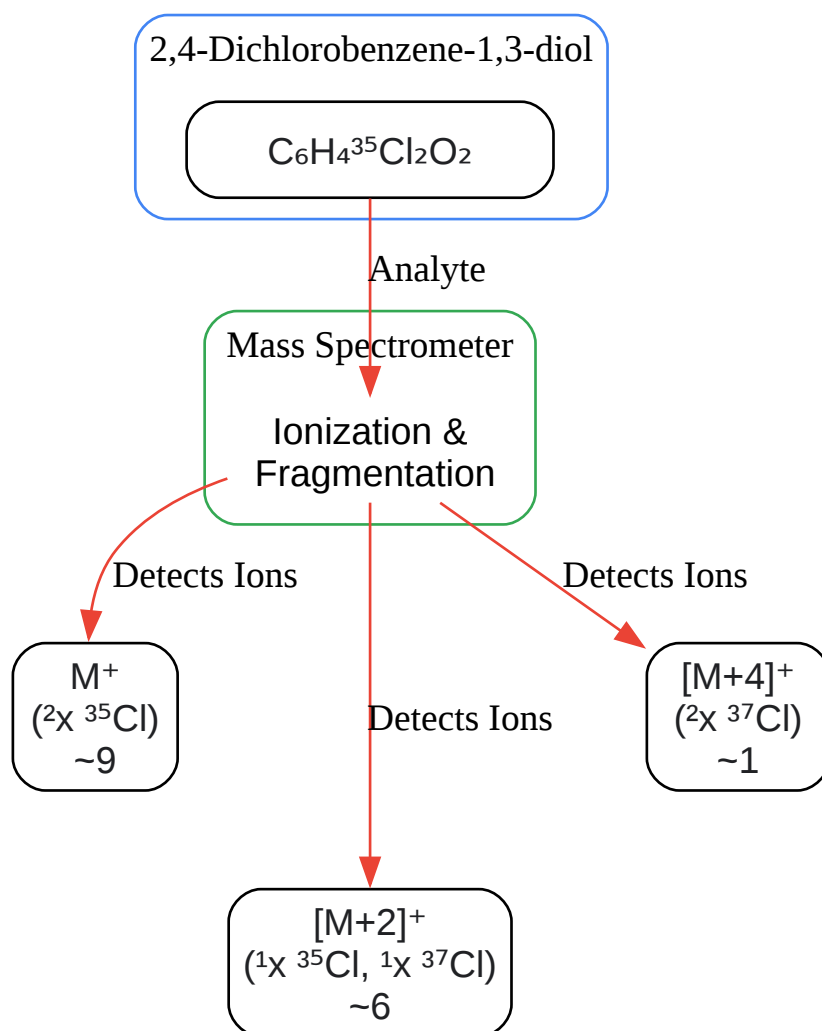 2,4-Dichlorobenzene-1,3-diol
C₆H₄³⁵Cl₂O₂
Analyte
Mass Spectrometer
Ionization &
Fragmentation
Detects Ions
Detects Ions
M⁺
(²x ³⁵Cl)
~9
[M+4]⁺
(²x ³⁷Cl)
~1
Detects Ions
[M+2]⁺
(¹x ³⁵Cl, ¹x ³⁷Cl)
~6